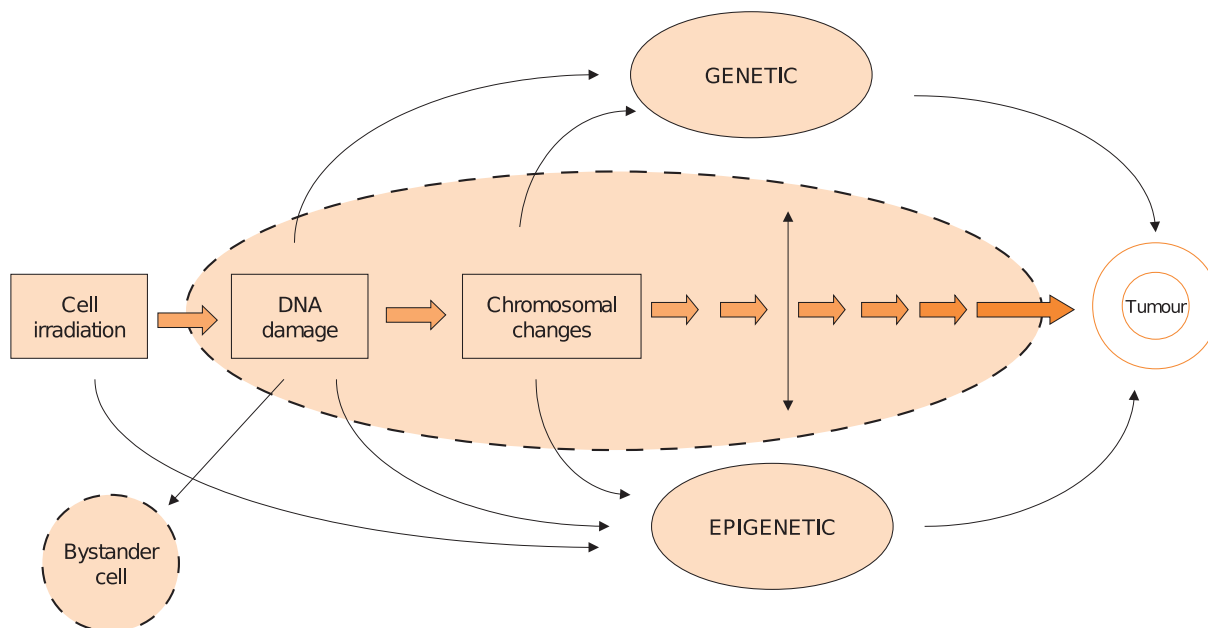 GENETIC
Cell
irradiation
DNA
damage
Chromosomal
changes
Tumour
Bystander
cell
EPIGENETIC